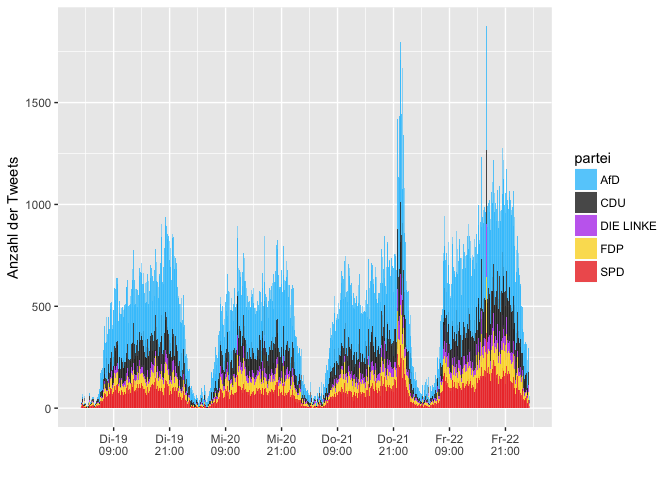 Anzahl der Tweets
1500
1000
500
0
Di-19 Di-19 Mi-20 Mi-20 Do-21 Do-21 Fr-22 Fr-22
09:00 21:00 09:00 21:00 09:00 21:00 09:00 21:00
partei
AfD
CDU
DIE LINKE
FDP
SPD